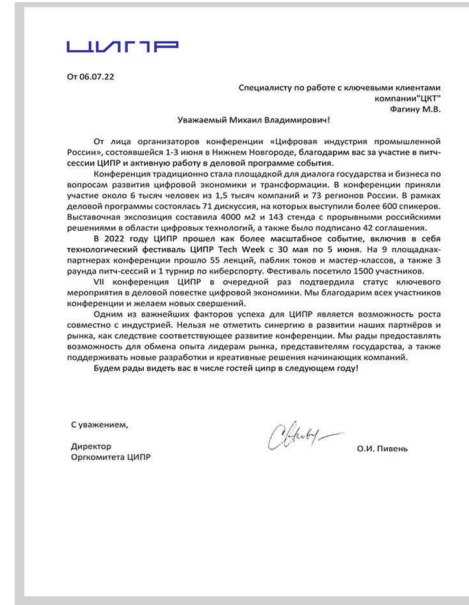 ЦИПР
От 06.07.22
Специалисту по работе с ключевыми клиентами
компании"ЦКТ"
Фагину М.В.
Уважаемый Михаил Владимирович!
От лица организаторов конференции «Цифровая индустрия промышленной
России», состоявшейся 1-3 июня в Нижнем Новгороде, благодарим вас за участие в питч-
сессии ЦИПР и активную работу в деловой программе события.
Конференция традиционно стала площадкой для диалога государства и бизнеса по
вопросам развития цифровой экономики и трансформации. В конференции приняли
участие около 6 тысяч человек из 1,5 тысяч компаний и 73 регионов России. В рамках
деловой программы состоялась 71 дискуссия, на которых выступили более 600 спикеров.
Выставочная экспозиция составила 4000 м2 и 143 стенда с прорывными российскими
решениями в области цифровых технологий, а также было подписано 42 соглашения.
В 2022 году ЦИПР прошел как более масштабное событие, включив в себя
технологический фестиваль ЦИПР Tech Week с 30 мая по 5 июня. На 9 площадках-
партнерах конференции прошло 55 лекций, паблик токов и мастер-классов, а также 3
раунда питч-сессий и 1 турнир по киберспорту. Фестиваль посетило 1500 участников.
VII конференция ЦИПР в очередной раз подтвердила статус ключевого
мероприятия в деловой повестке цифровой экономики. Мы благодарим всех участников
конференции и желаем новых свершений.
Одним из важнейших факторов успеха для ЦИПР является возможность роста
совместно с индустрией. Нельзя не отметить синергию в развитии наших партнёров и
рынка, как следствие соответствующее развитие конференции. Мы рады предоставлять
возможность для обмена опыта лидерам рынка, представителям государства, а также
поддерживать новые разработки и креативные решения начинающих компаний.
Будем рады видеть вас в числе гостей ципр в следующем году!
С уважением,
Директор
Оргкомитета ЦИПР
О.И. Пивень